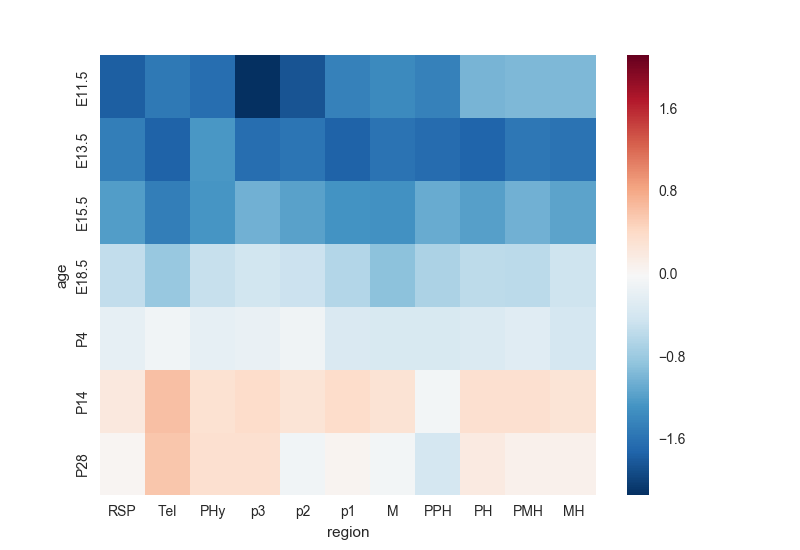 E11.5
E13.5
E15.5
E18.5
P4
P14
P28
age
RSP Tel PHy p3 p2 p1 M PPH PH PMH MH
region
1.6
0.8
0.0
−0.8
−1.6